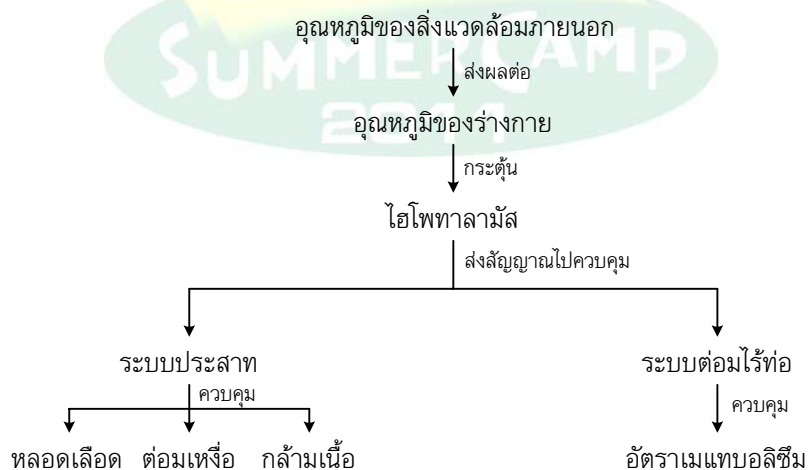 SUMMER CAMP
2014
อุณหภูมิของสิ่งแวดล้อมภายนอก
ส่งผลต่อ
อุณหภูมิของร่างกาย
กระตุ้น
ไฮโพทาลามัส
ส่งสัญญาณไปควบคุม
ระบบประสาท ระบบต่อมไร้ท่อ
ควบคุม ควบคุม
หลอดเลือด ต่อมเหงื่อ กล้ามเนื้อ อัตราเมแทบอลิซึม